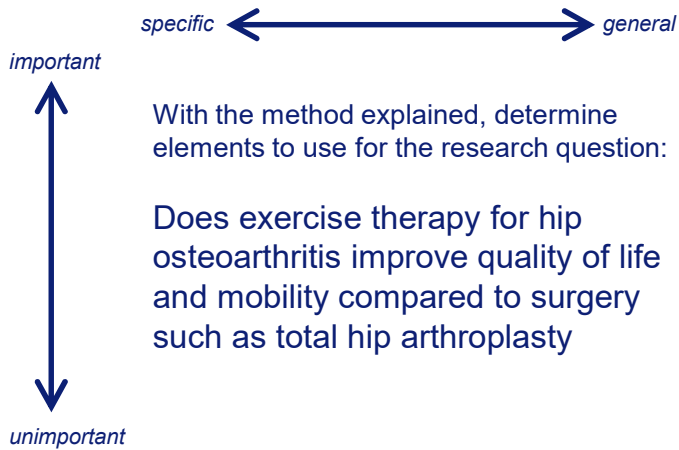 specific
general
important
With the method explained, determine
elements to use for the research question:
Does exercise therapy for hip
osteoarthritis improve quality of life
and mobility compared to surgery
such as total hip arthroplasty
unimportant